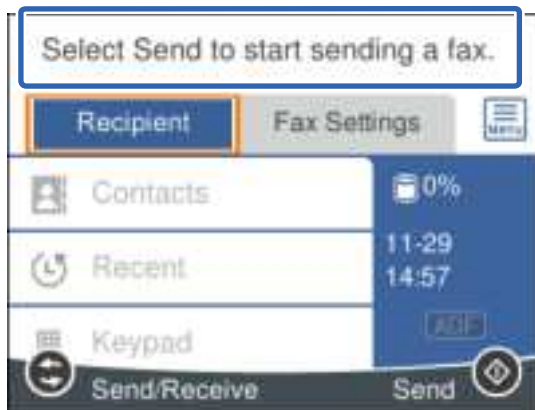 Select Send to start sending a fax.
Recipient
Fax Settings
Menu
Contacts
0%
11-29
14:57
Recent
ADF
Keypad
Send/Receive
Send